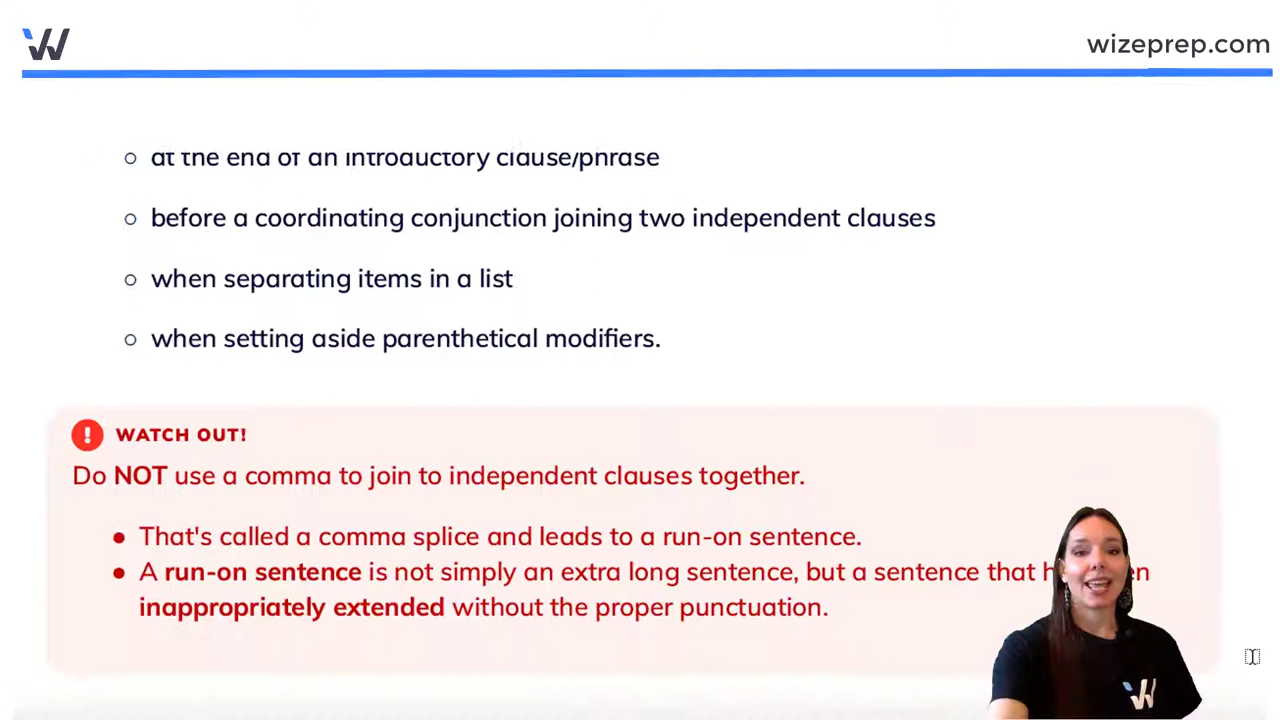 wizeprep.com
at the end of an introductory clause/phrase
before a coordinating conjunction joining two independent clauses
when separating items in a list
when setting aside parenthetical modifiers.
! WATCH OUT!
Do NOT use a comma to join to independent clauses together.
That's called a comma splice and leads to a run-on sentence.
A run-on sentence is not simply an extra long sentence, but a sentence that
inappropriately extended without the proper punctuation.